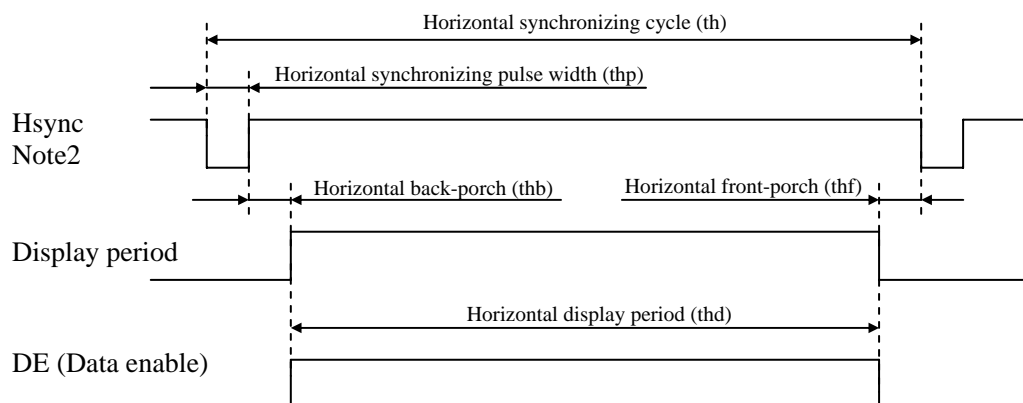 Horizontal synchronizing cycle (th)
Horizontal synchronizing pulse width (thp)
Hsync
Note2
Horizontal back-porch (thb)
Horizontal front-porch (thf)
Display period
Horizontal display period (thd)
DE (Data enable)